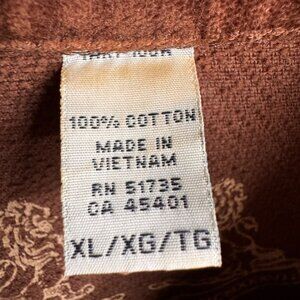 100% COTTON
MADE IN
VIETNAM
RN 51735
CA 45401
XL/XG/TG